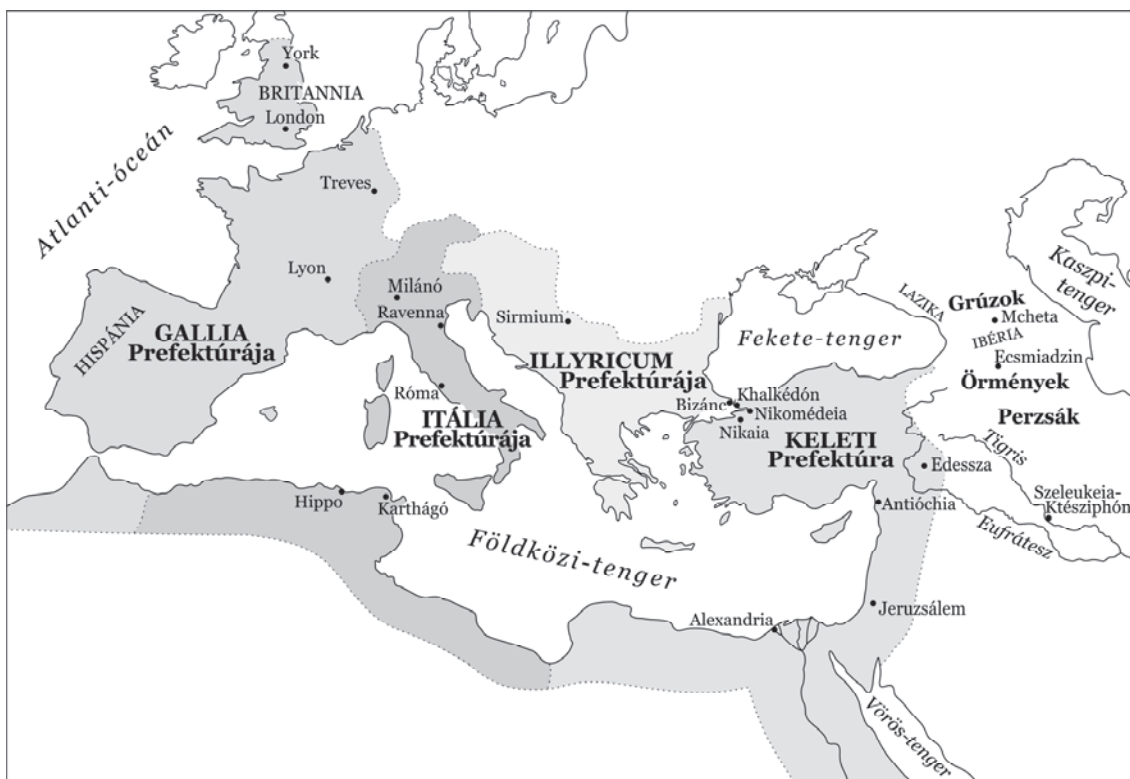 York
BRITANNIA
London
Atlanti-óceán
Treves
Lyon
HISPÁNIA
GALLIA
Prefektúrája
Milánó
Ravenna
Róma
ITÁLIA
Prefektúrája
Sirmium
ILLYRICUM
Prefektúrája
Fekete-tenger
LAZIKA
Grúzok
Mcheta
IBÉRIA
Ecsmiadzin
Örmények
Perzsák
Kaszpi-
tenger
Bizánc
Khalkédón
Nikomédeia
Nikaia
KELETI
Prefektúra
Edessza
Tigris
Szeleukeia-
Ktésziphón
Eufrátesz
Antióchia
Hippo
Karthágó
Földközi-tenger
Alexandria
Jeruzsálem
Vörös-tenger